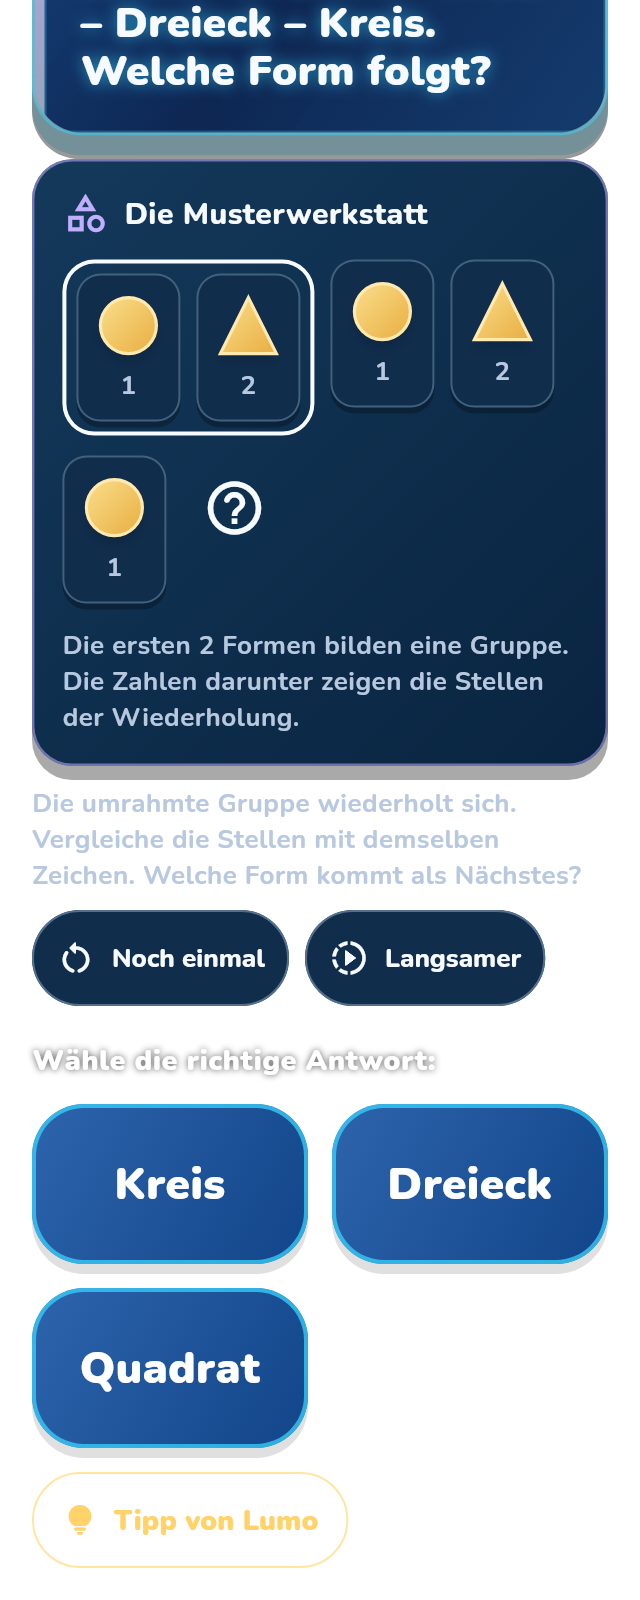 – Dreieck – Kreis.
Welche Form folgt?
Die Musterwerkstatt
1 2 1 2
1 ?
Die ersten 2 Formen bilden eine Gruppe.
Die Zahlen darunter zeigen die Stellen
der Wiederholung.
Die umrahmte Gruppe wiederholt sich.
Vergleiche die Stellen mit demselben
Zeichen. Welche Form kommt als Nächstes?
Noch einmal Langsamer
Wähle die richtige Antwort:
Kreis Dreieck
Quadrat
Tipp von Lumo